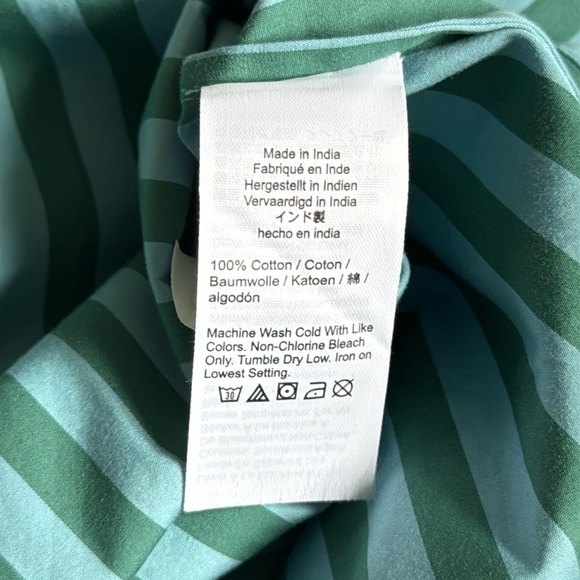 Made in India
Fabriqué en Inde
Hergestellt in Indien
Vervaardigd in India
インド製
hecho en india
100% Cotton / Coton /
Baumwolle / Katoen / 綿 /
algodón
Machine Wash Cold With Like
Colors. Non-Chlorine Bleach
Only. Tumble Dry Low. Iron on
Lowest Setting.
30